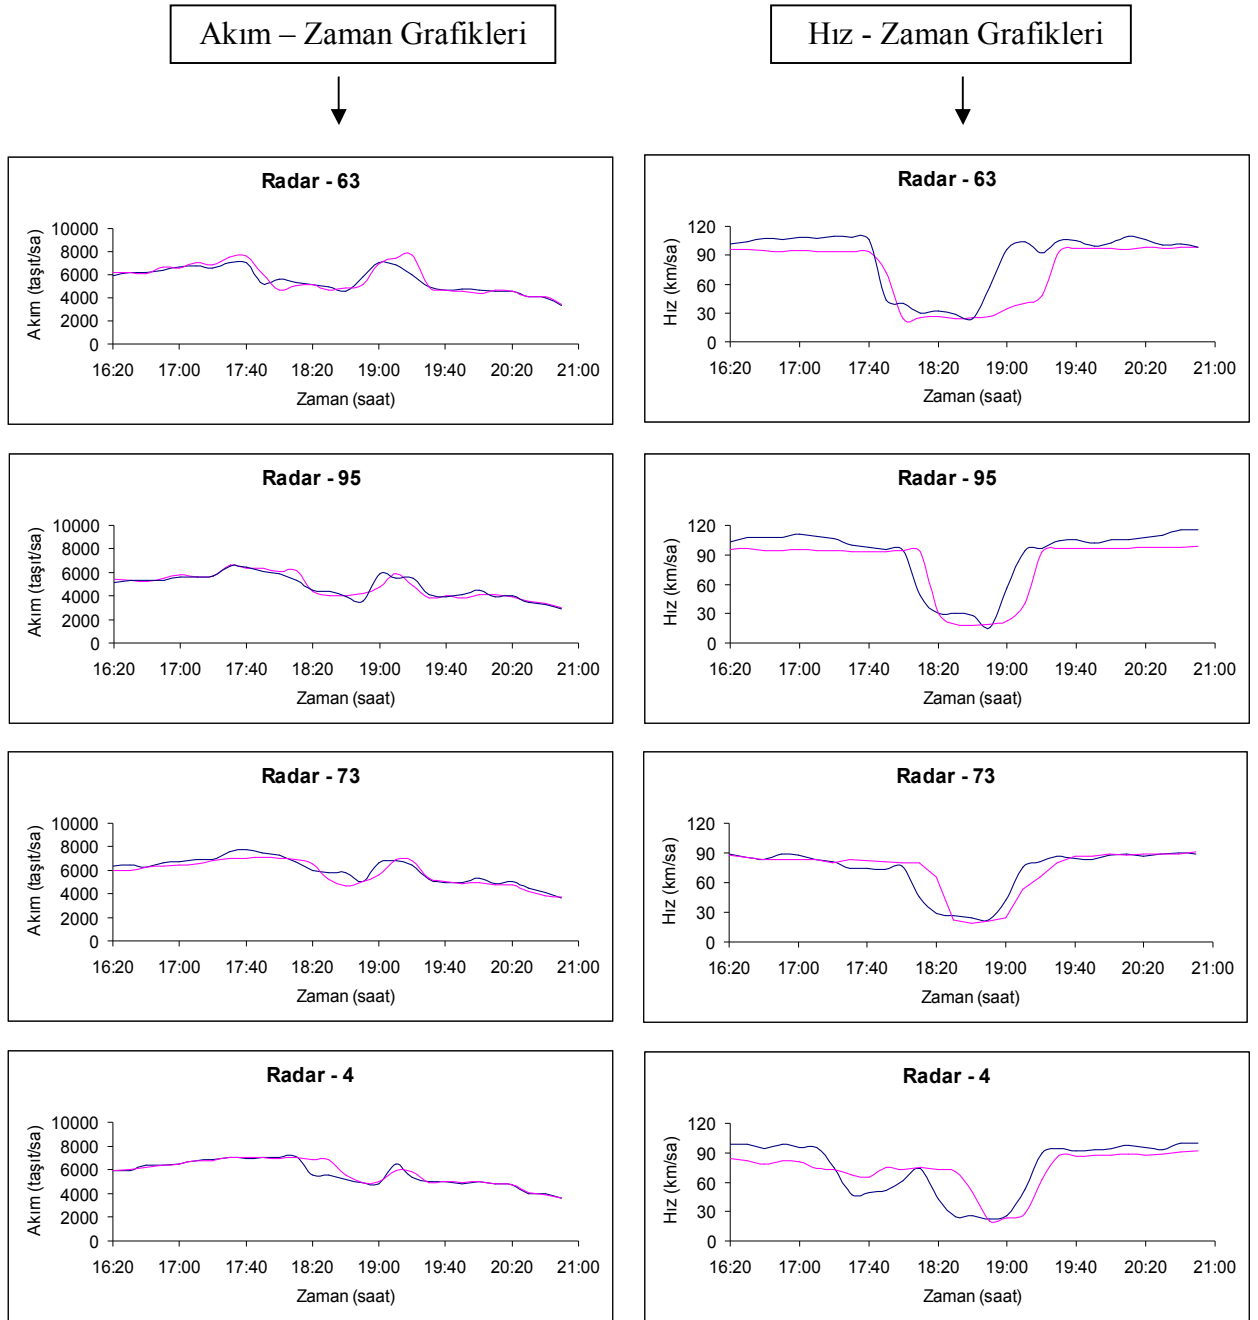 Akım – Zaman Grafikleri
Hız - Zaman Grafikleri
Radar - 63
Akım (taşıt/sa)
10000
8000
6000
4000
2000
0
16:20 17:00 17:40 18:20 19:00 19:40 20:20 21:00
Zaman (saat)
Radar - 63
Hız (km/sa)
120
90
60
30
0
16:20 17:00 17:40 18:20 19:00 19:40 20:20 21:00
Zaman (saat)
Radar - 95
Akım (taşıt/sa)
10000
8000
6000
4000
2000
0
16:20 17:00 17:40 18:20 19:00 19:40 20:20 21:00
Zaman (saat)
Radar - 95
Hız (km/sa)
120
90
60
30
0
16:20 17:00 17:40 18:20 19:00 19:40 20:20 21:00
Zaman (saat)
Radar - 73
Akım (taşıt/sa)
10000
8000
6000
4000
2000
0
16:20 17:00 17:40 18:20 19:00 19:40 20:20 21:00
Zaman (saat)
Radar - 73
Hız (km/sa)
120
90
60
30
0
16:20 17:00 17:40 18:20 19:00 19:40 20:20 21:00
Zaman (saat)
Radar - 4
Akım (taşıt/sa)
10000
8000
6000
4000
2000
0
16:20 17:00 17:40 18:20 19:00 19:40 20:20 21:00
Zaman (saat)
Radar - 4
Hız (km/sa)
120
90
60
30
0
16:20 17:00 17:40 18:20 19:00 19:40 20:20 21:00
Zaman (saat)